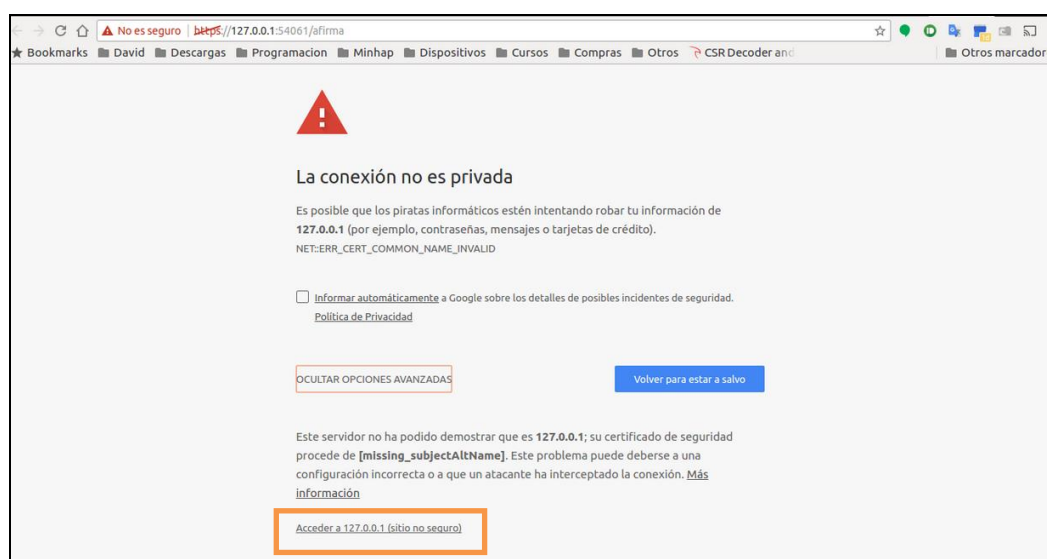 No es seguro | https://127.0.0.1:54061/afirma
Bookmarks David Descargas Programacion Minhap Dispositivos Cursos Compras Otros CSR Decoder and Otros marcador
La conexión no es privada
Es posible que los piratas informáticos estén intentando robar tu información de
127.0.0.1 (por ejemplo, contraseñas, mensajes o tarjetas de crédito).
NET::ERR_CERT_COMMON_NAME_INVALID
Informar automáticamente a Google sobre los detalles de posibles incidentes de seguridad.
Política de Privacidad
OCULTAR OPCIONES AVANZADAS
Volver para estar a salvo
Este servidor no ha podido demostrar que es 127.0.0.1; su certificado de seguridad
procede de [missing_subjectAltName]. Este problema puede deberse a una
configuración incorrecta o a que un atacante ha interceptado la conexión. Más
información
Acceder a 127.0.0.1 (sitio no seguro)